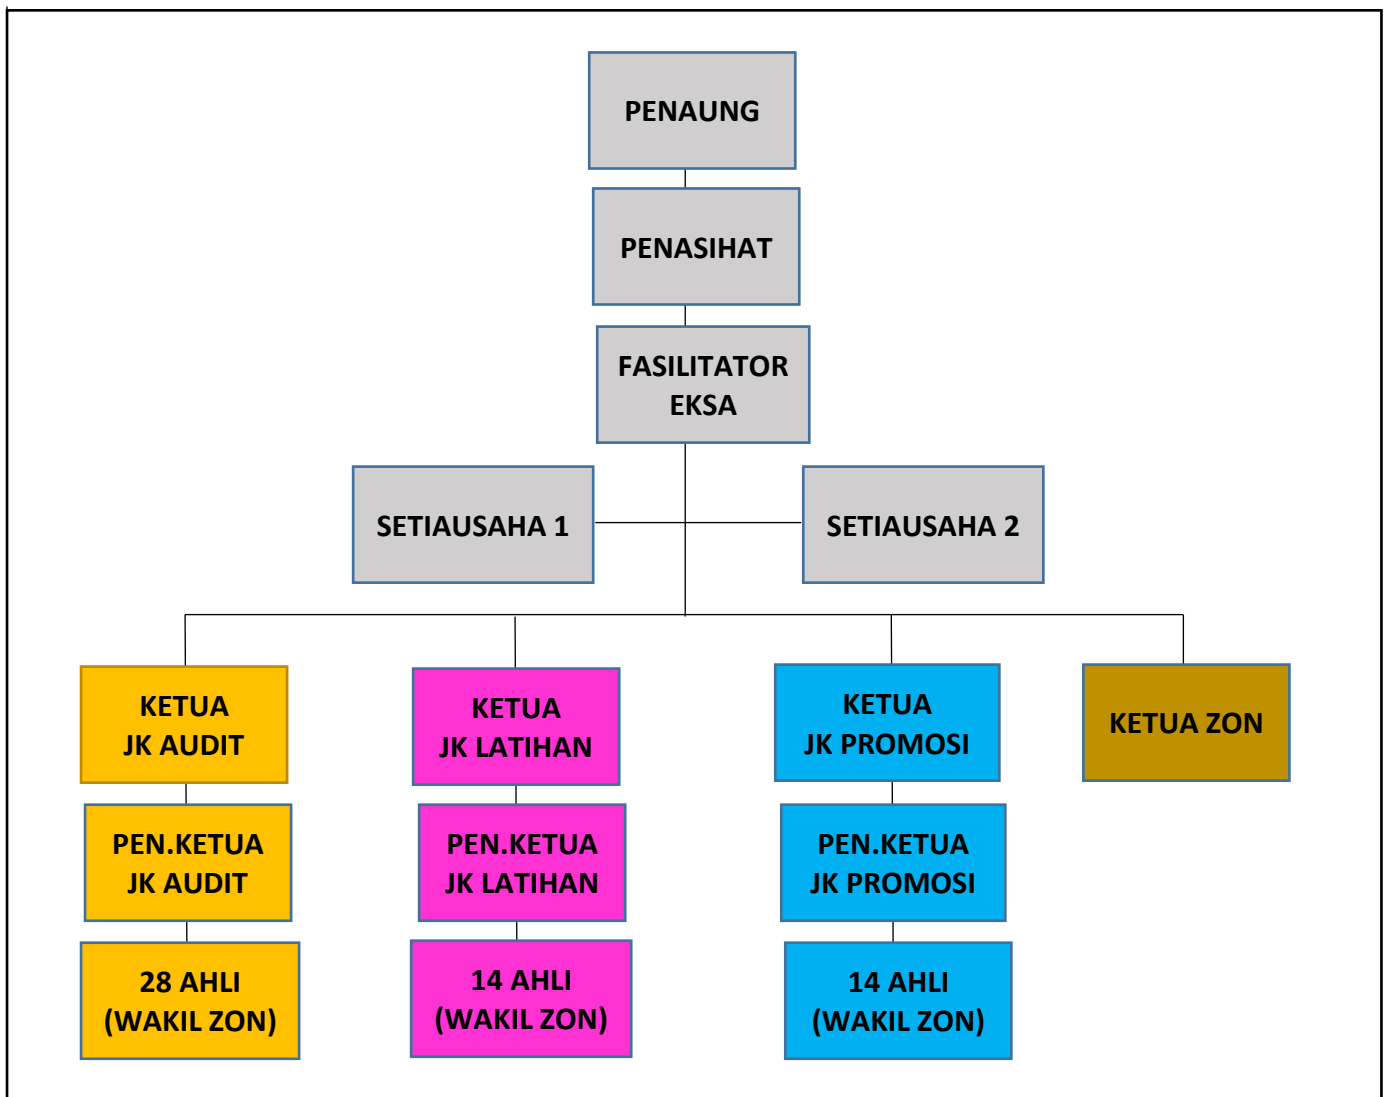 PENAUNG
PENASIHAT
FASILITATOR
EKSA
SETIAUSAHA 1
SETIAUSAHA 2
KETUA
JK AUDIT
KETUA
JK LATIHAN
KETUA
JK PROMOSI
KETUA ZON
PEN.KETUA
JK AUDIT
PEN.KETUA
JK LATIHAN
PEN.KETUA
JK PROMOSI
28 AHLI
(WAKIL ZON)
14 AHLI
(WAKIL ZON)
14 AHLI
(WAKIL ZON)